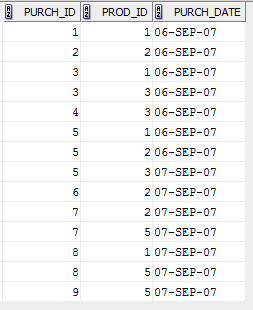 PURCH_ID PROD_ID PURCH_DATE
1 1 06-SEP-07
2 2 06-SEP-07
3 1 06-SEP-07
3 3 06-SEP-07
4 3 06-SEP-07
5 1 06-SEP-07
5 2 06-SEP-07
5 3 07-SEP-07
6 2 07-SEP-07
7 2 07-SEP-07
7 5 07-SEP-07
8 1 07-SEP-07
8 5 07-SEP-07
9 5 07-SEP-07